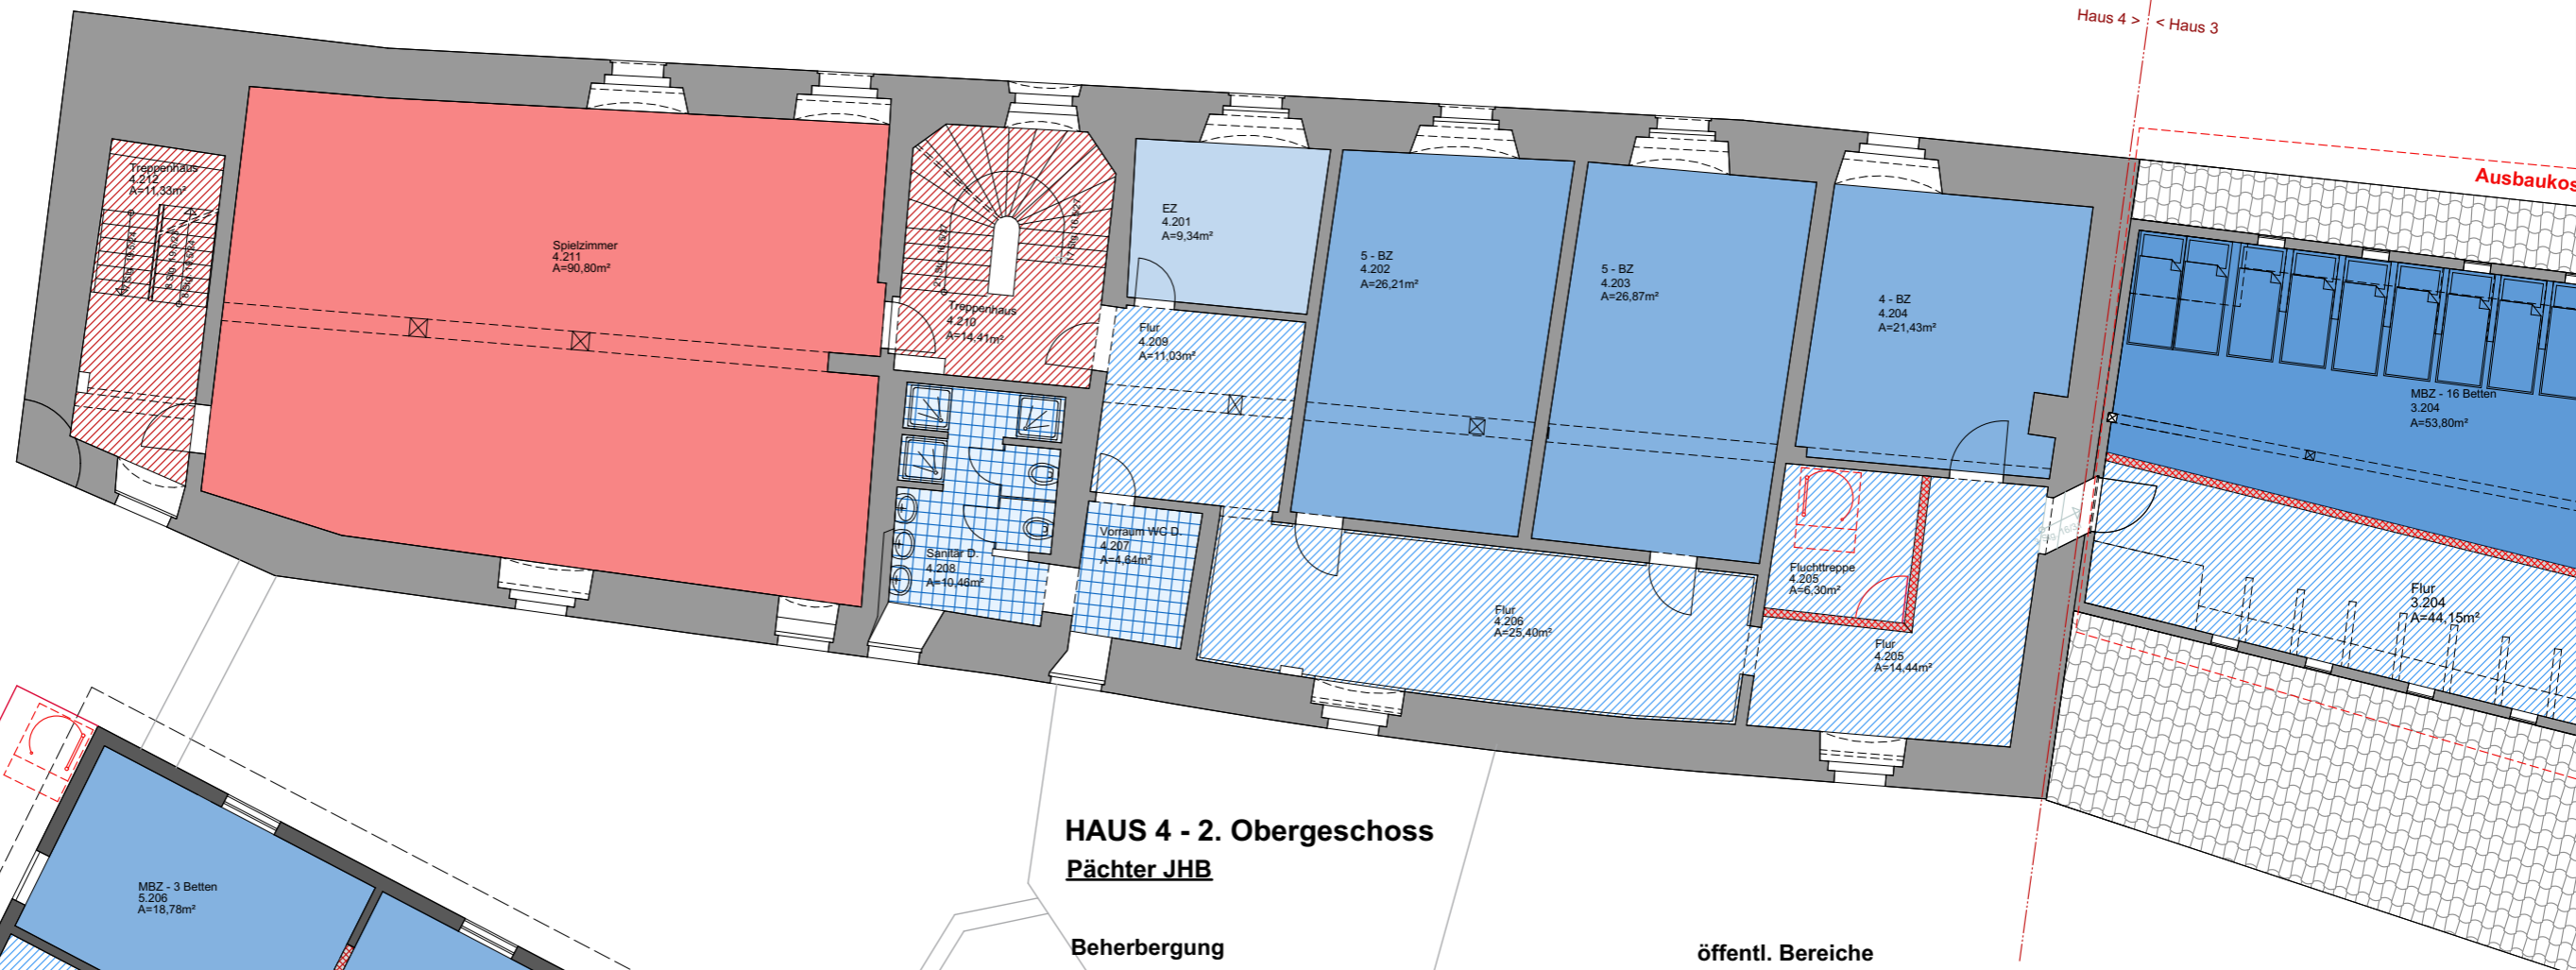 Haus 4 > < Haus 3
Ausbaukos
Treppenhaus
4.212
A=11,33m²
Spielzimmer
4.211
A=90,80m²
Treppenhaus
4.210
A=14,41m²
EZ
4.201
A=9,34m²
Flur
4.209
A=11,03m²
5 - BZ
4.202
A=26,21m²
5 - BZ
4.203
A=26,87m²
4 - BZ
4.204
A=21,43m²
MBZ - 16 Betten
3.204
A=53,80m²
Sanitär D.
4.208
A=10,46m²
Vorraum WC D.
4.207
A=4,64m²
Flur
4.206
A=25,40m²
Fluchttreppe
4.205
A=6,30m²
Flur
4.205
A=14,44m²
Flur
3.204
A=44,15m²
HAUS 4 - 2. Obergeschoss
Pächter JHB
MBZ - 3 Betten
5.206
A=18,78m²
Beherbergung
öffentl. Bereiche